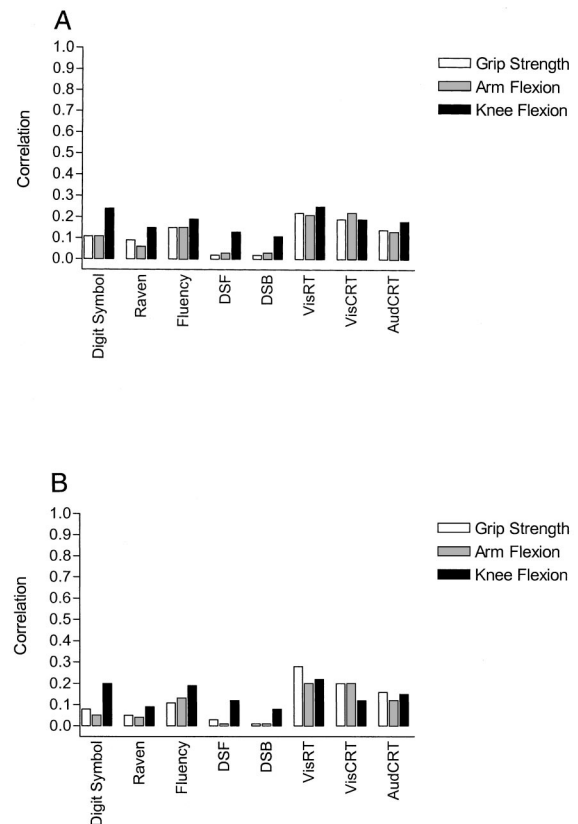 A
1.0
0.9
0.8
0.7
0.6
0.5
0.4
0.3
0.2
0.1
0.0
Correlation
Digit Symbol
Raven
Fluency
DSF
DSB
VisRT
VisCRT
AudCRT
Grip Strength
Arm Flexion
Knee Flexion
B
1.0
0.9
0.8
0.7
0.6
0.5
0.4
0.3
0.2
0.1
0.0
Correlation
Digit Symbol
Raven
Fluency
DSF
DSB
VisRT
VisCRT
AudCRT
Grip Strength
Arm Flexion
Knee Flexion